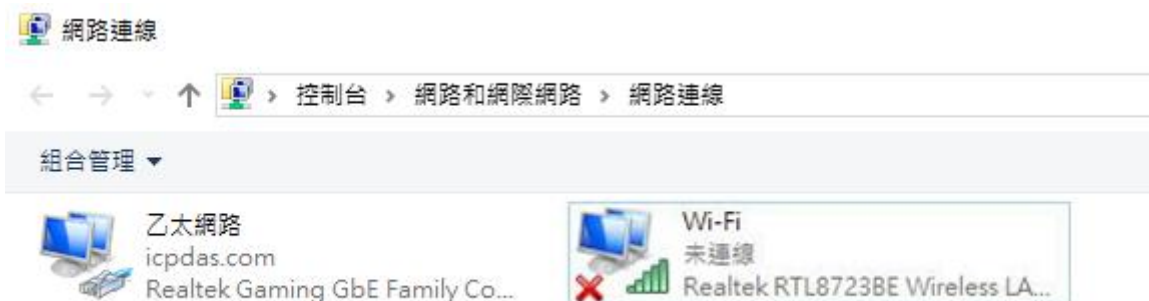 網路連線
控制台 › 網路和網際網路 › 網路連線
組合管理
乙太網路
icpdas.com
Realtek Gaming GbE Family Co...
Wi-Fi
未連線
Realtek RTL8723BE Wireless LA...